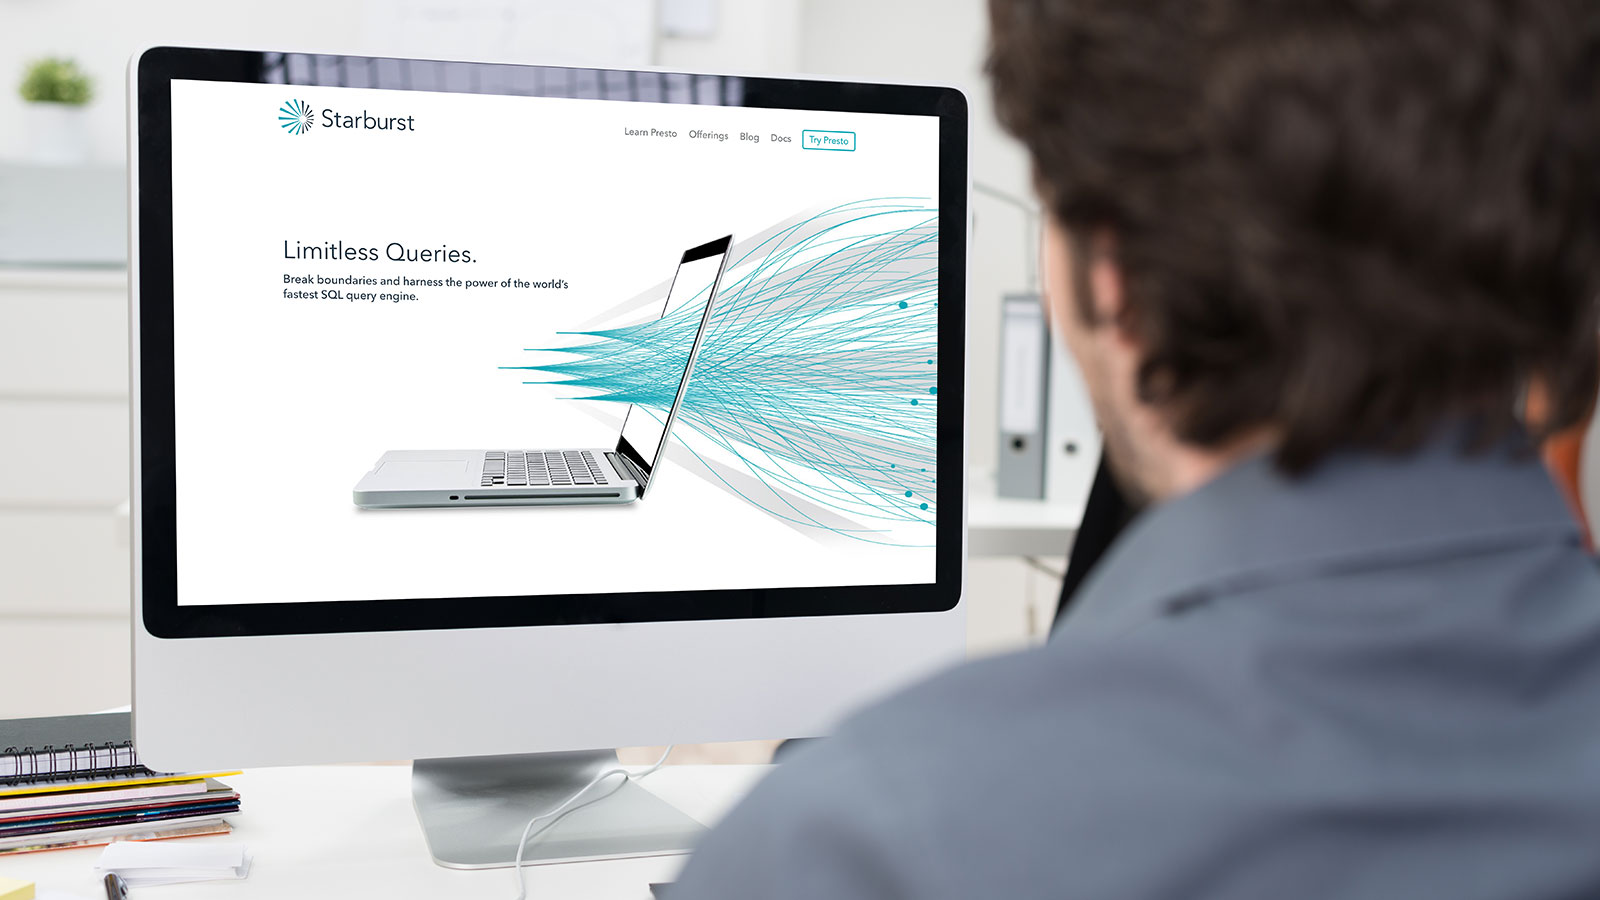 Starburst
Learn Presto Offerings Blog Docs Try Presto
Limitless Queries.
Break boundaries and harness the power of the world's
fastest SQL query engine.